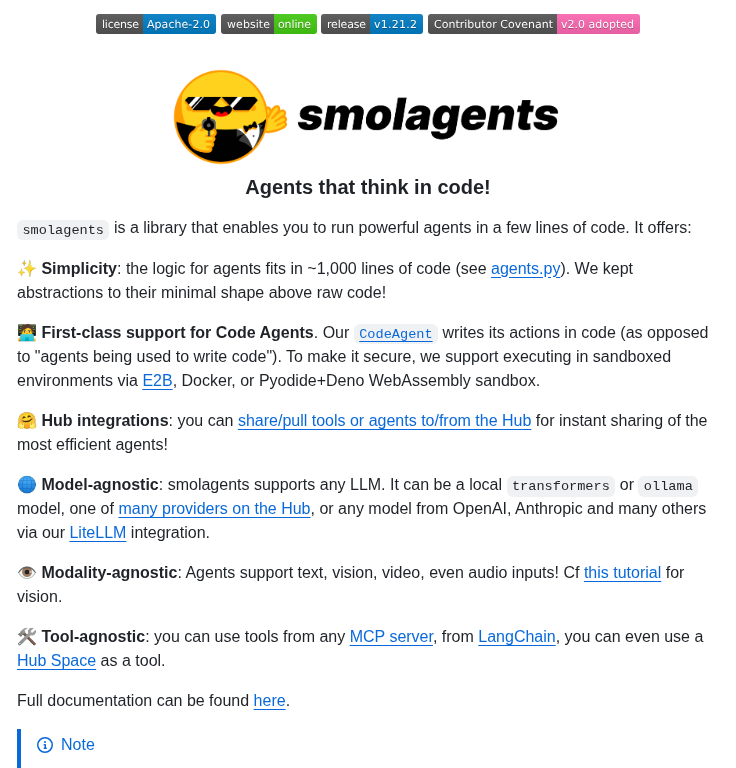 license Apache-2.0 website online release v1.21.2 Contributor Covenant v2.0 adopted
smolagents
Agents that think in code!
smolagents is a library that enables you to run powerful agents in a few lines of code. It offers:
✨ Simplicity: the logic for agents fits in ~1,000 lines of code (see agents.py). We kept
abstractions to their minimal shape above raw code!
🧑‍💻 First-class support for Code Agents. Our CodeAgent writes its actions in code (as opposed
to "agents being used to write code"). To make it secure, we support executing in sandboxed
environments via E2B, Docker, or Pyodide+Deno WebAssembly sandbox.
🤗 Hub integrations: you can share/pull tools or agents to/from the Hub for instant sharing of the
most efficient agents!
🌐 Model-agnostic: smolagents supports any LLM. It can be a local transformers or ollama
model, one of many providers on the Hub, or any model from OpenAI, Anthropic and many others
via our LiteLLM integration.
👁️ Modality-agnostic: Agents support text, vision, video, even audio inputs! Cf this tutorial for
vision.
🛠️ Tool-agnostic: you can use tools from any MCP server, from LangChain, you can even use a
Hub Space as a tool.
Full documentation can be found here.
Note